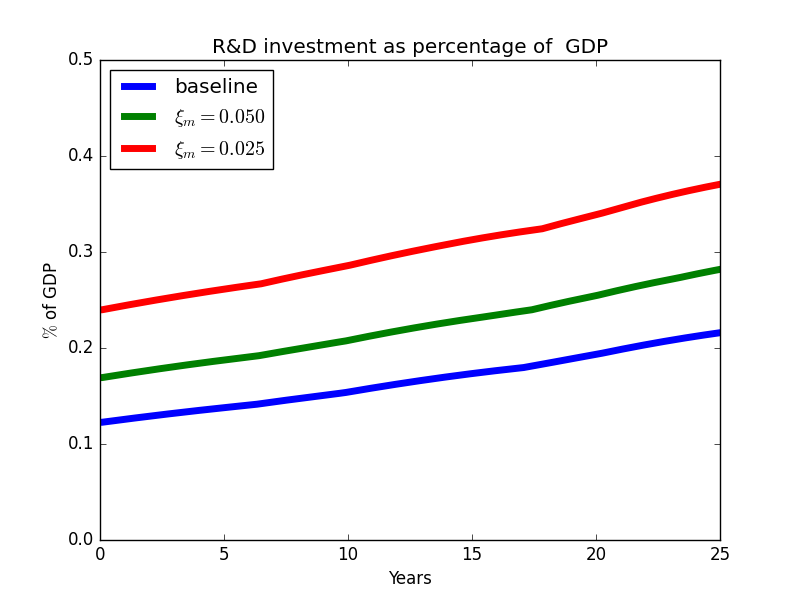 R&D investment as percentage of  GDP
baseline
ξm = 0.050
ξm = 0.025
0.5
0.4
0.3
0.2
0.1
0.0
% of GDP
0 5 10 15 20 25
Years